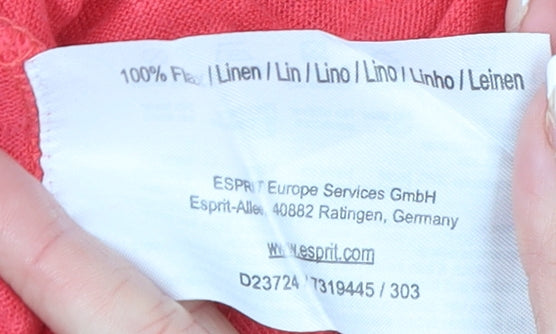 100% Flax / Linen / Lin / Lino / Lino / Linho / Leinen
ESPRIT Europe Services GmbH
Esprit-Allee, 40882 Ratingen, Germany
www.esprit.com
D23724 / 7319445 / 303